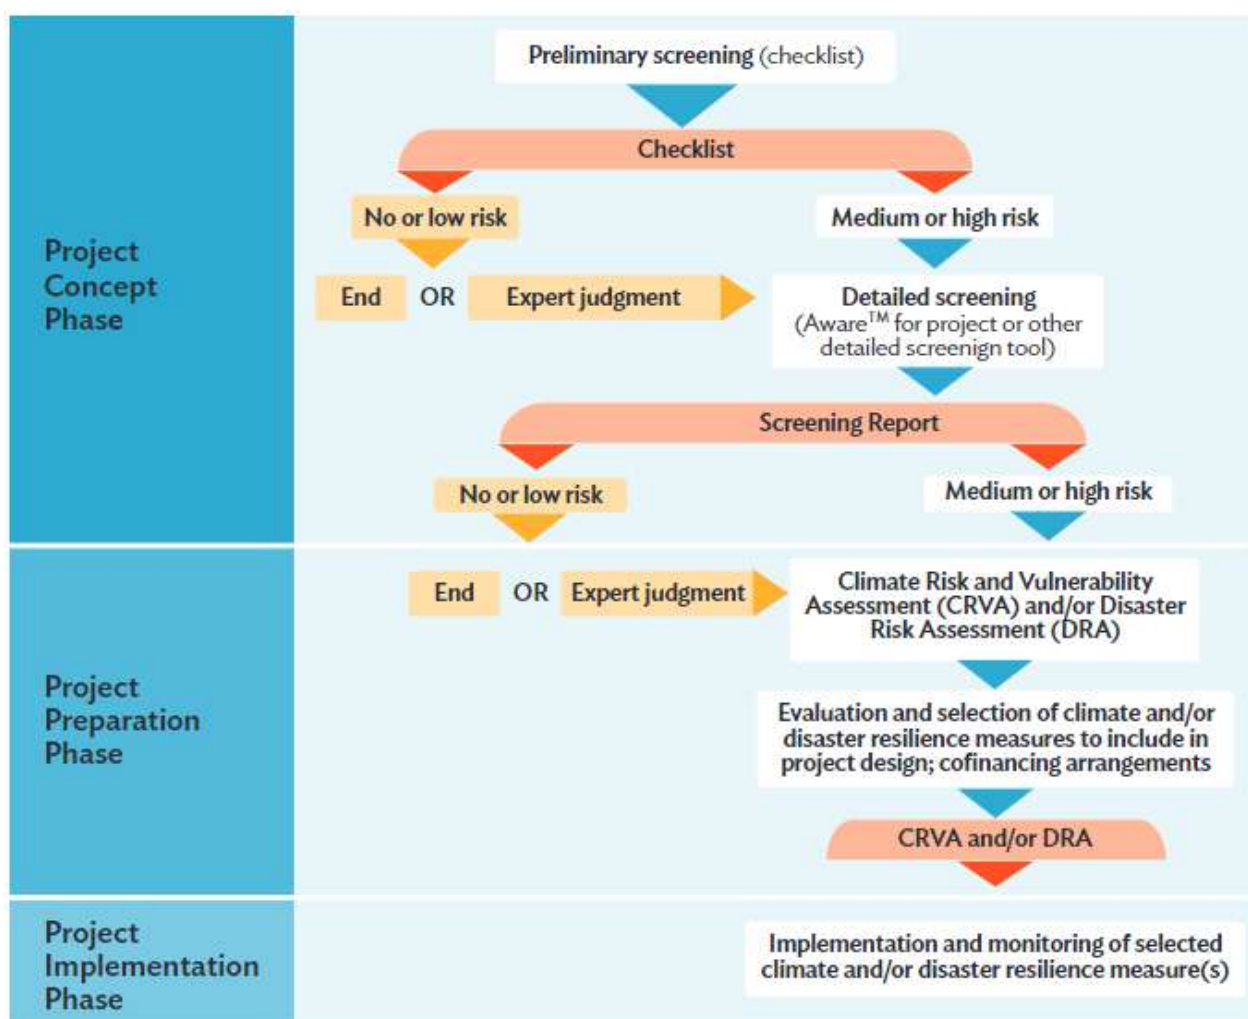 Preliminary screening (checklist)
Checklist
No or low risk
Medium or high risk
Project
Concept
Phase
End OR Expert judgment
Detailed screening
(Aware™ for project or other
detailed screenign tool)
Screening Report
No or low risk
Medium or high risk
End OR Expert judgment
Climate Risk and Vulnerability
Assessment (CRVA) and/or Disaster
Risk Assessment (DRA)
Project
Preparation
Phase
Evaluation and selection of climate and/or
disaster resilience measures to include in
project design; cofinancing arrangements
CRVA and/or DRA
Project
Implementation
Phase
Implementation and monitoring of selected
climate and/or disaster resilience measure(s)